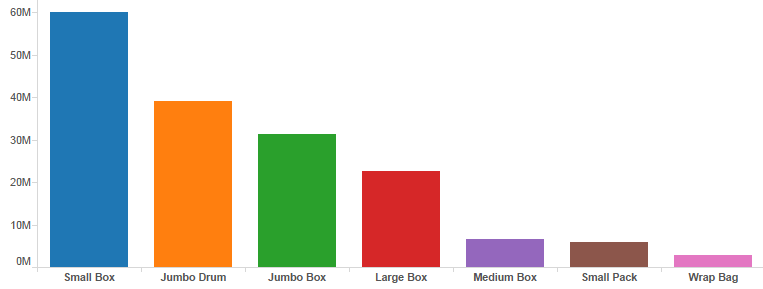 60M
50M
40M
30M
20M
10M
0M
Small Box Jumbo Drum Jumbo Box Large Box Medium Box Small Pack Wrap Bag